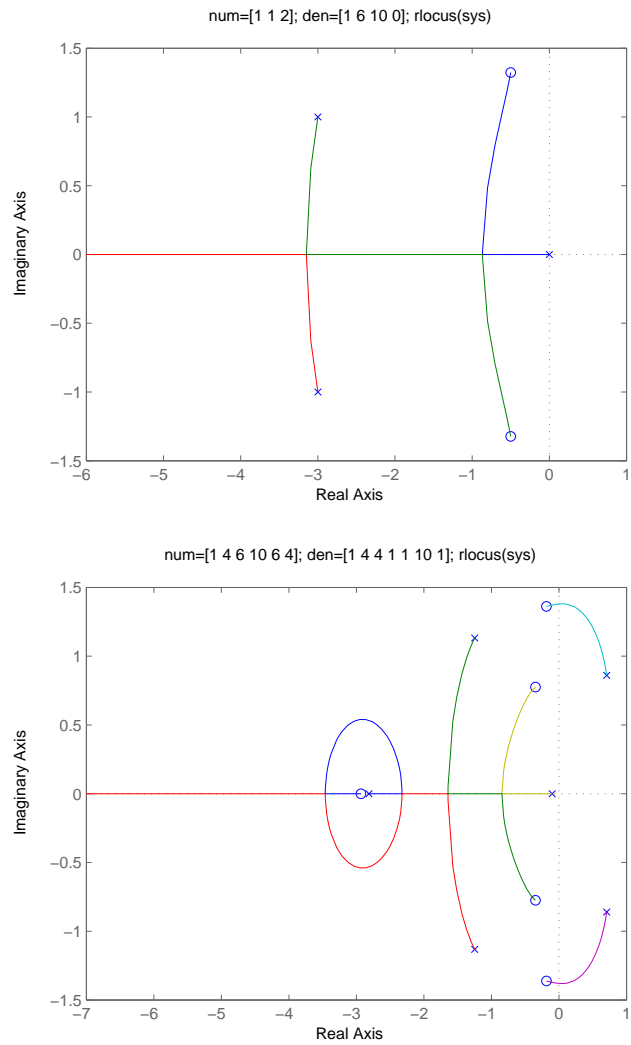 num=[1 1 2]; den=[1 6 10 0]; rlocus(sys)
1.5
1
0.5
0
−0.5
−1
−1.5
Imaginary Axis
−6 −5 −4 −3 −2 −1 0 1
Real Axis
num=[1 4 6 10 6 4]; den=[1 4 4 1 1 10 1]; rlocus(sys)
1.5
1
0.5
0
−0.5
−1
−1.5
Imaginary Axis
−7 −6 −5 −4 −3 −2 −1 0 1
Real Axis